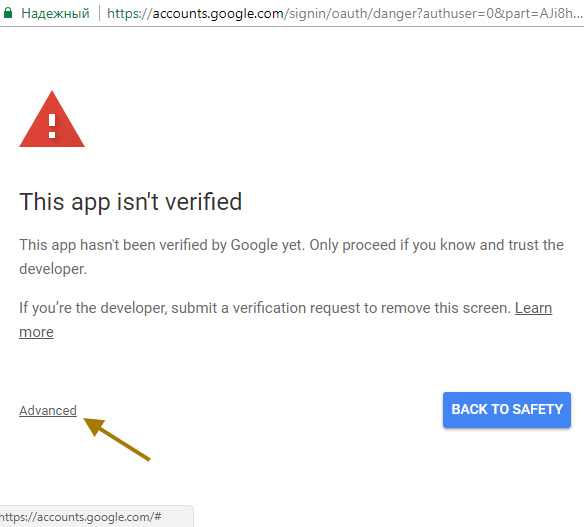 Надежный | https://accounts.google.com/signin/oauth/danger?authuser=0&part=AJi8h...
This app isn't verified
This app hasn't been verified by Google yet. Only proceed if you know and trust the
developer.
If you’re the developer, submit a verification request to remove this screen. Learn
more
Advanced
BACK TO SAFETY
https://accounts.google.com/#